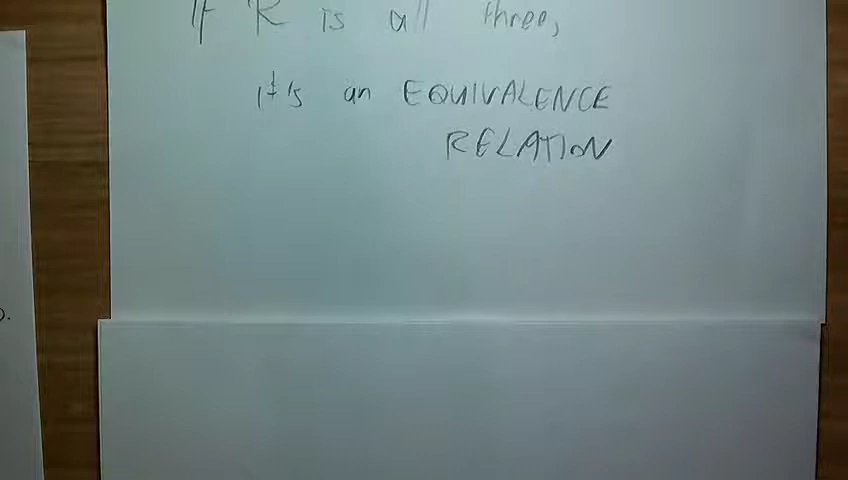 If R is all three,
it's an EQUIVALENCE
RELATION